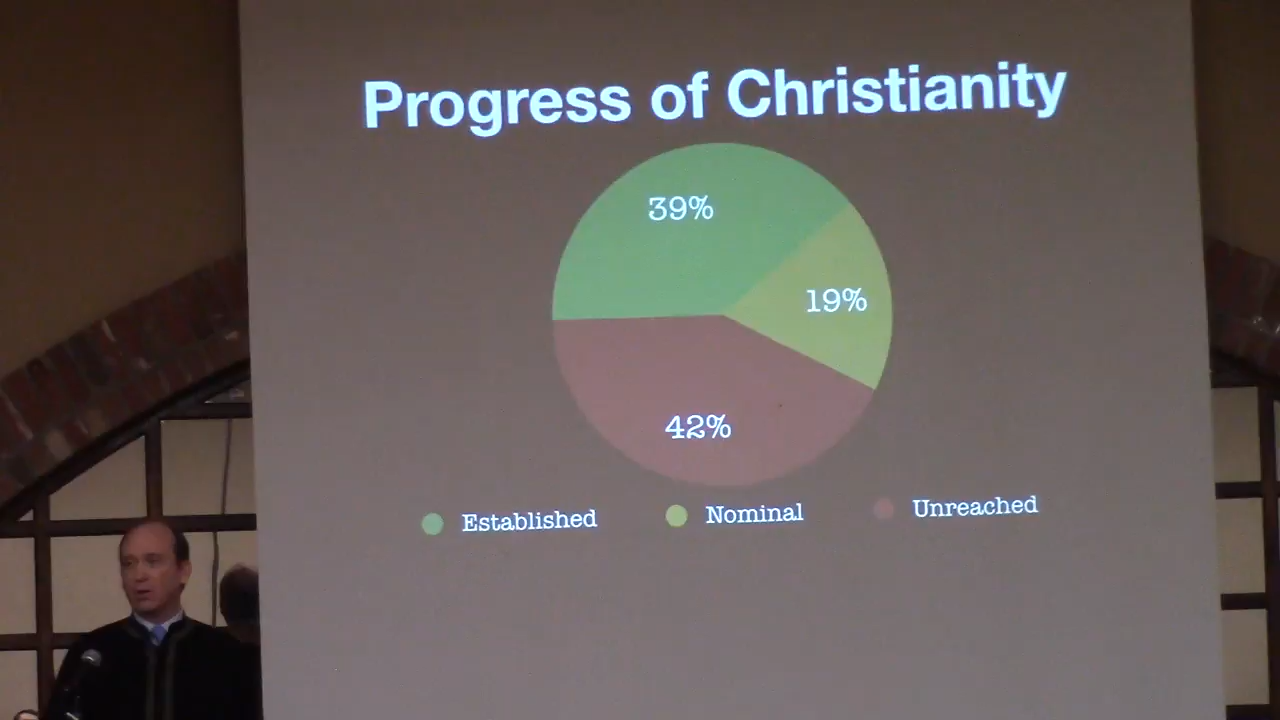 Progress of Christianity
39%
19%
42%
Established Nominal Unreached